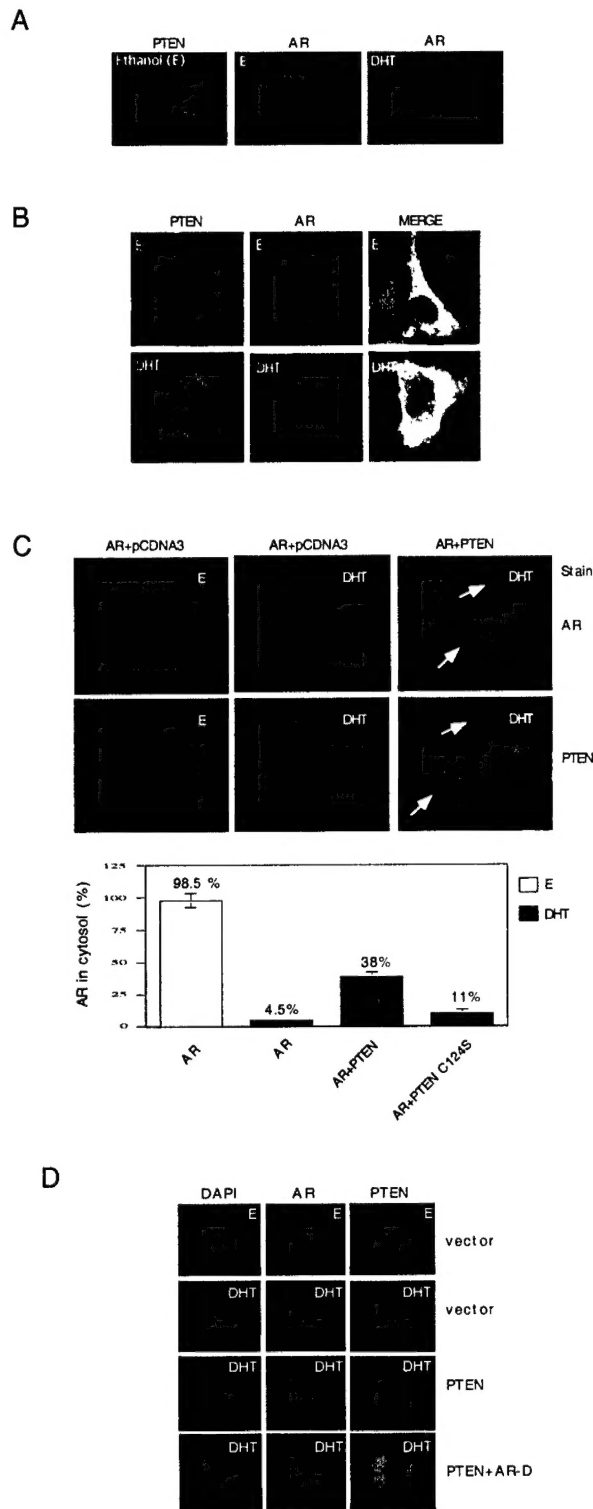 A
PTEN AR AR
Ethanol (E) E DHT
B
PTEN AR MERGE
E E E
DHT DHT DHT
C
AR+pCDNA3 AR+pCDNA3 AR+PTEN
E DHT DHT Stain
AR
E DHT DHT
PTEN
AR in cytosol (%)
125
100
75
50
25
0
98.5 %
4.5%
38%
11%
E
DHT
AR
AR
AR+PTEN
AR+PTEN C124S
D
DAPI AR PTEN
E E E
vector
DHT DHT DHT
vector
DHT DHT DHT
PTEN
DHT DHT DHT
PTEN+AR-D